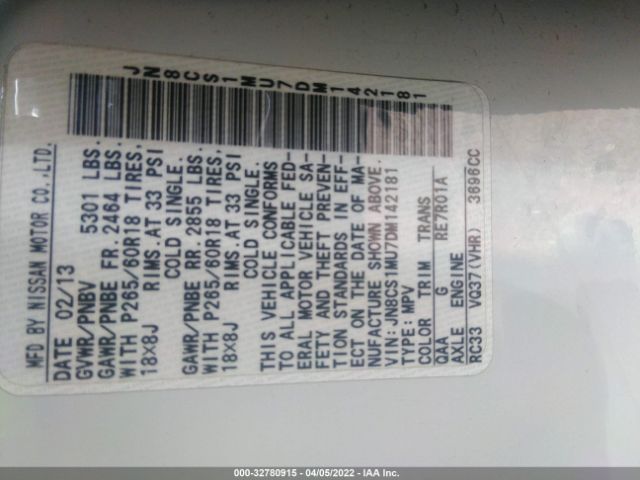 JN8CS1MU7DM142181
MFD BY NISSAN MOTOR CO.,LTD.
DATE 02/13
GVWR/PNBV 5301 LBS.
GAWR/PNBE FR. 2464 LBS.
WITH P265/60R18 TIRES,
18X8J RIMS.AT 33 PSI
COLD SINGLE.
GAWR/PNBE RR. 2855 LBS.
WITH P265/60R18 TIRES,
18X8J RIMS.AT 33 PSI
COLD SINGLE.
THIS VEHICLE CONFORMS
TO ALL APPLICABLE FED-
ERAL MOTOR VEHICLE SA-
FETY AND THEFT PREVEN-
TION STANDARDS IN EFF-
ECT ON THE DATE OF MA-
NUFACTURE SHOWN ABOVE.
VIN: JN8CS1MU7DM142181
TYPE: MPV
COLOR TRIM TRANS
QAA G RE7R01A
AXLE ENGINE
RC33 VQ37(VHR) 3696CC
000-32780915 - 04/05/2022 - IAA Inc.